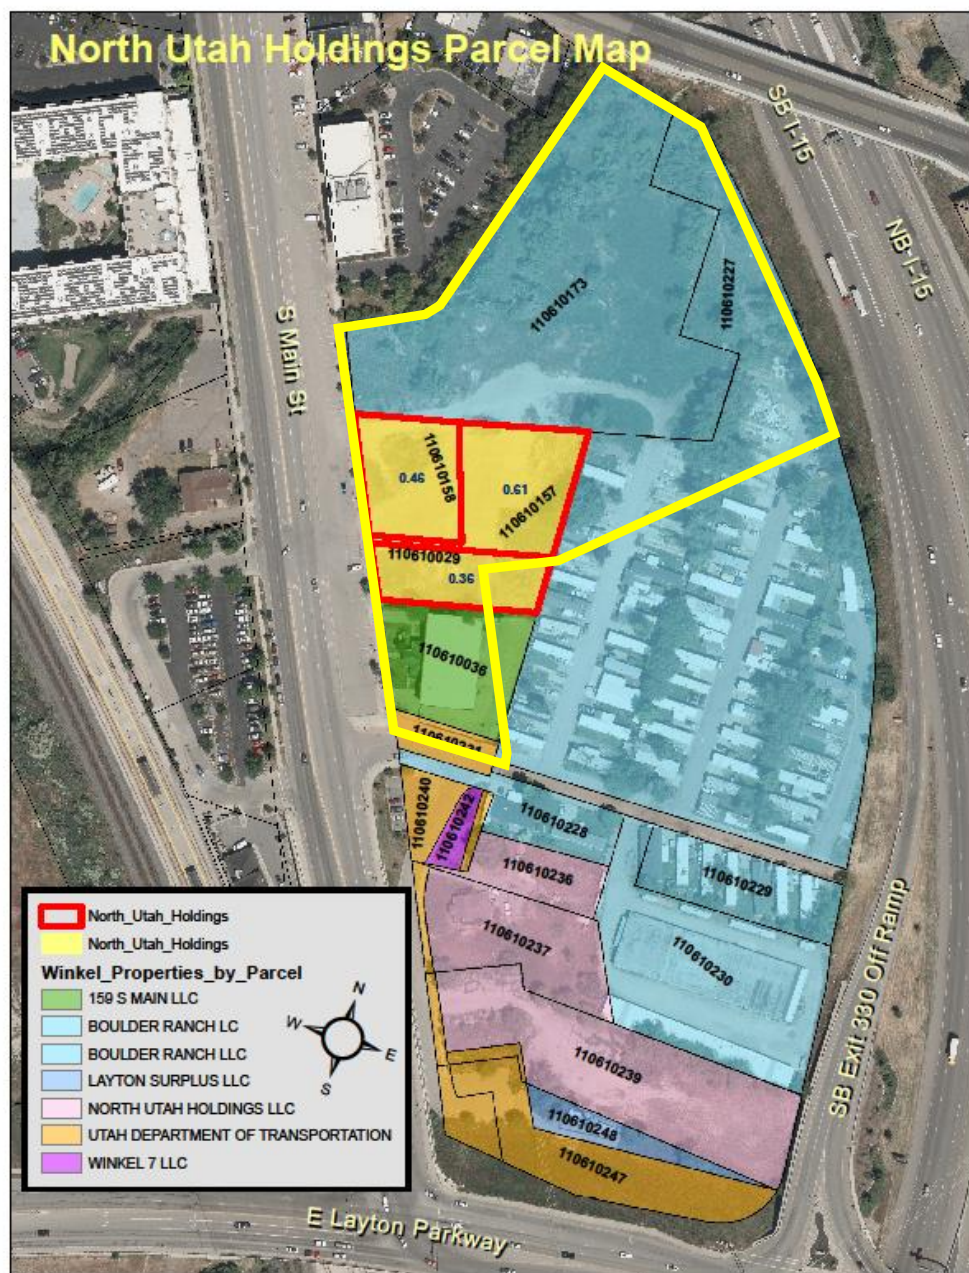 North Utah Holdings Parcel Map
SB I-15
NB I-15
S Main St
110610173
110610227
110610158
0.46
0.61
110610157
110610029
0.36
110610036
110610231
110610240
110610242
110610228
110610236
110610229
110610237
110610230
110610239
110610248
110610247
SB Exit 330 Off Ramp
E Layton Parkway
North_Utah_Holdings
North_Utah_Holdings
Winkel_Properties_by_Parcel
159 S MAIN LLC
BOULDER RANCH LC
BOULDER RANCH LLC
LAYTON SURPLUS LLC
NORTH UTAH HOLDINGS LLC
UTAH DEPARTMENT OF TRANSPORTATION
WINKEL 7 LLC
N
W
E
S